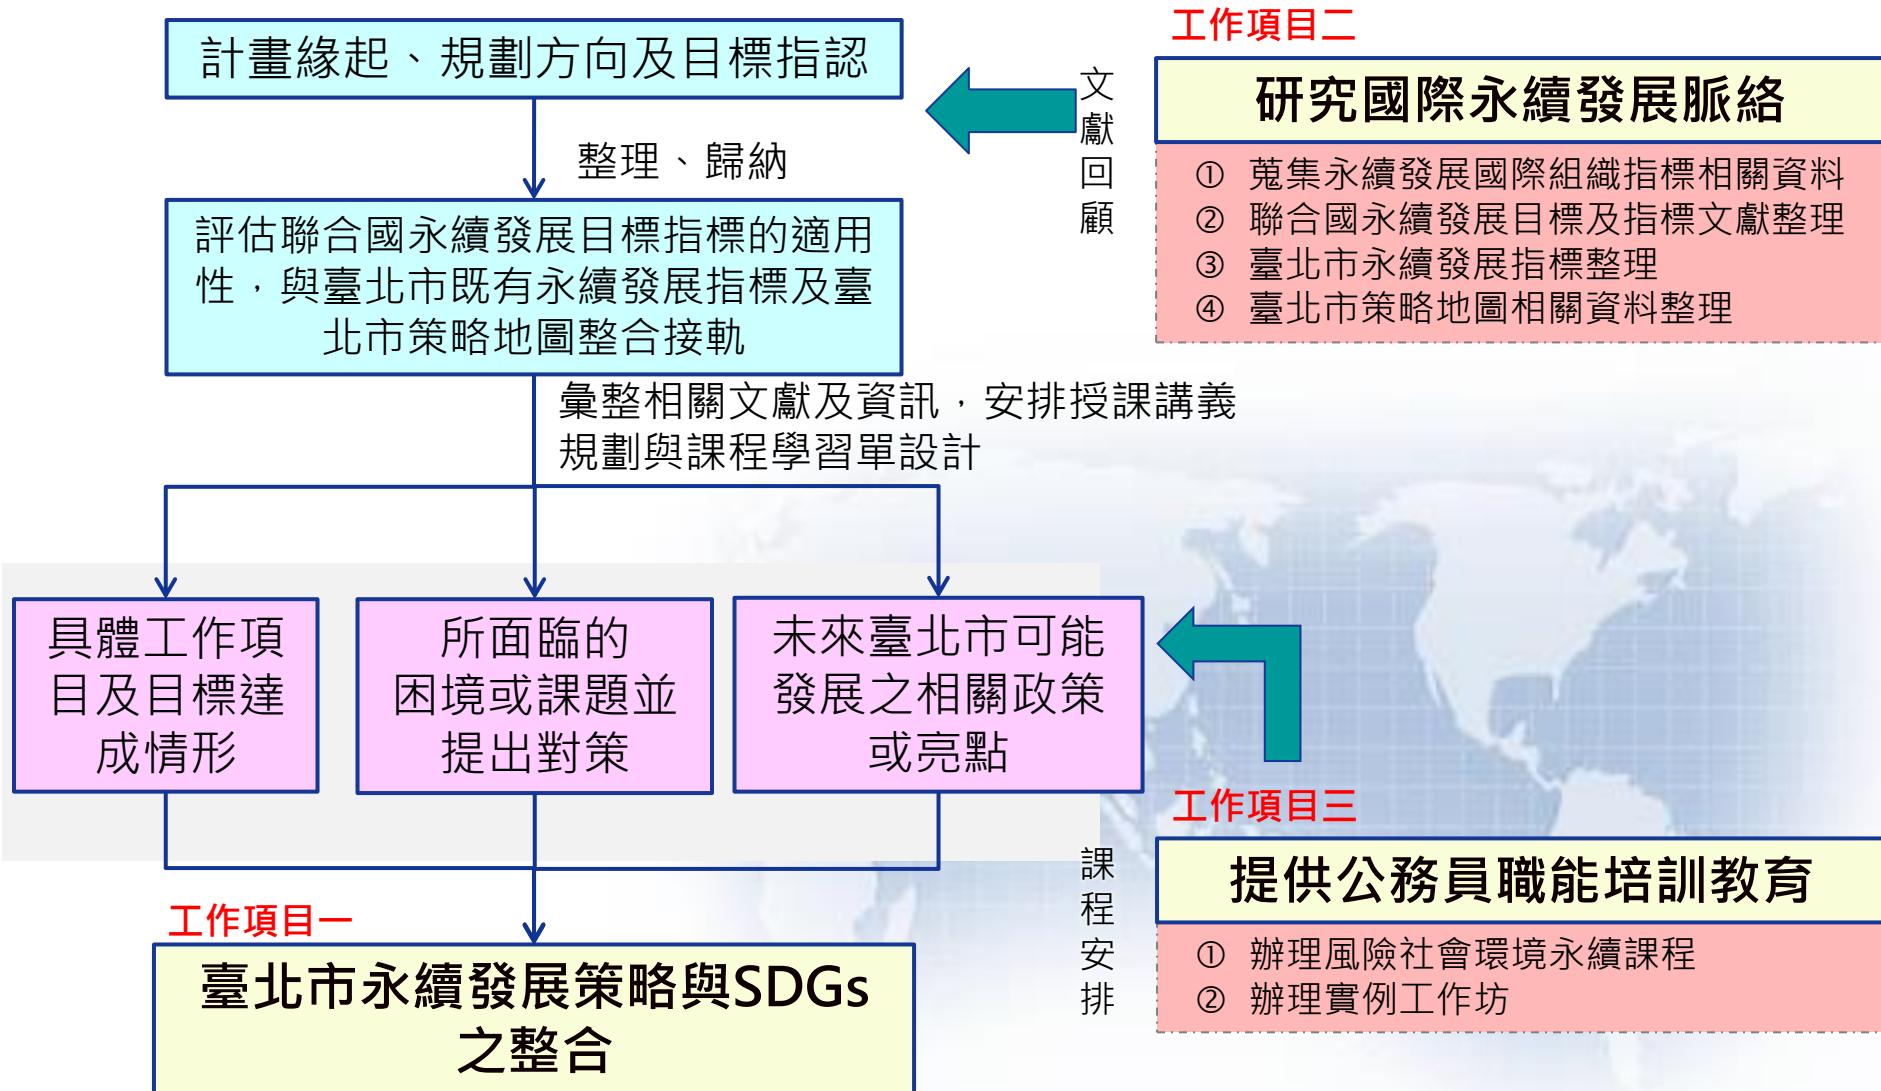 計畫緣起、規劃方向及目標指認
整理、歸納
評估聯合國永續發展目標指標的適用
性，與臺北市既有永續發展指標及臺
北市策略地圖整合接軌
彙整相關文獻及資訊，安排授課講義
規劃與課程學習單設計
具體工作項
目及目標達
成情形
所面臨的
困境或課題並
提出對策
未來臺北市可能
發展之相關政策
或亮點
工作項目一
臺北市永續發展策略與SDGs
之整合
文獻回顧
工作項目二
研究國際永續發展脈絡
① 蒐集永續發展國際組織指標相關資料
② 聯合國永續發展目標及指標文獻整理
③ 臺北市永續發展指標整理
④ 臺北市策略地圖相關資料整理
課程安排
工作項目三
提供公務員職能培訓教育
① 辦理風險社會環境永續課程
② 辦理實例工作坊